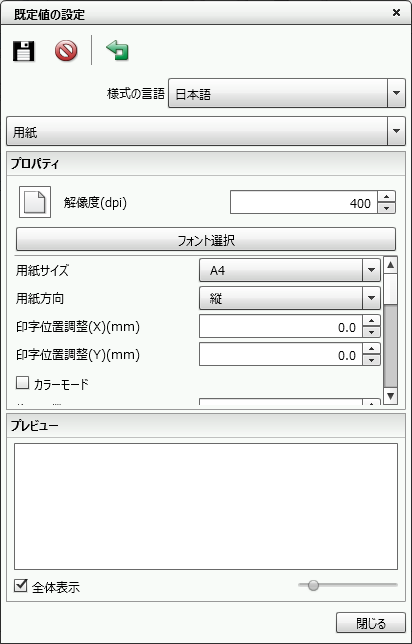 既定値の設定
様式の言語 日本語
用紙
プロパティ
解像度(dpi) 400
フォント選択
用紙サイズ A4
用紙方向 縦
印字位置調整(X)(mm) 0.0
印字位置調整(Y)(mm) 0.0
カラーモード
プレビュー
全体表示
閉じる